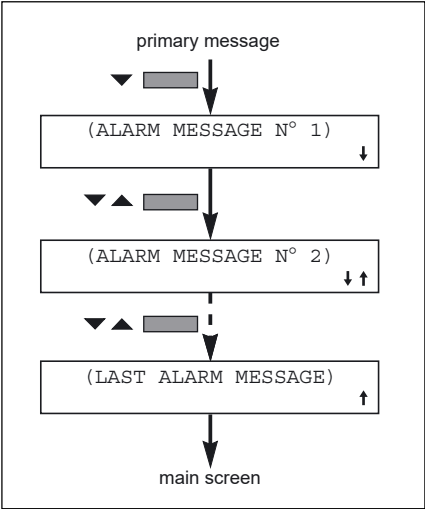 primary message
(ALARM MESSAGE N° 1)
↓
(ALARM MESSAGE N° 2)
↓↑
(LAST ALARM MESSAGE)
↑
main screen